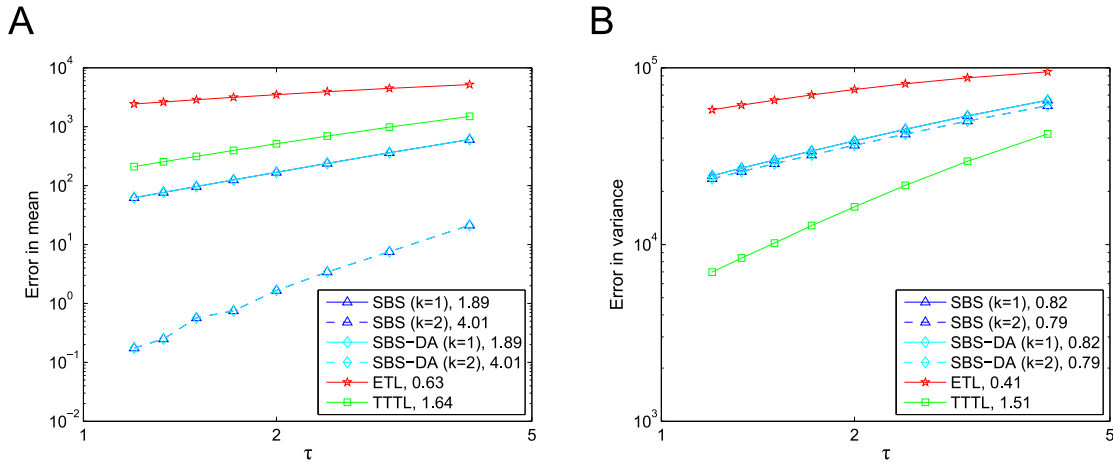 A
Error in mean
10^4
10^3
10^2
10^1
10^0
10^−1
10^−2
1
2
5
τ
SBS (k=1), 1.89
SBS (k=2), 4.01
SBS−DA (k=1), 1.89
SBS−DA (k=2), 4.01
ETL, 0.63
TTTL, 1.64
B
Error in variance
10^5
10^4
10^3
1
2
5
τ
SBS (k=1), 0.82
SBS (k=2), 0.79
SBS−DA (k=1), 0.82
SBS−DA (k=2), 0.79
ETL, 0.41
TTTL, 1.51